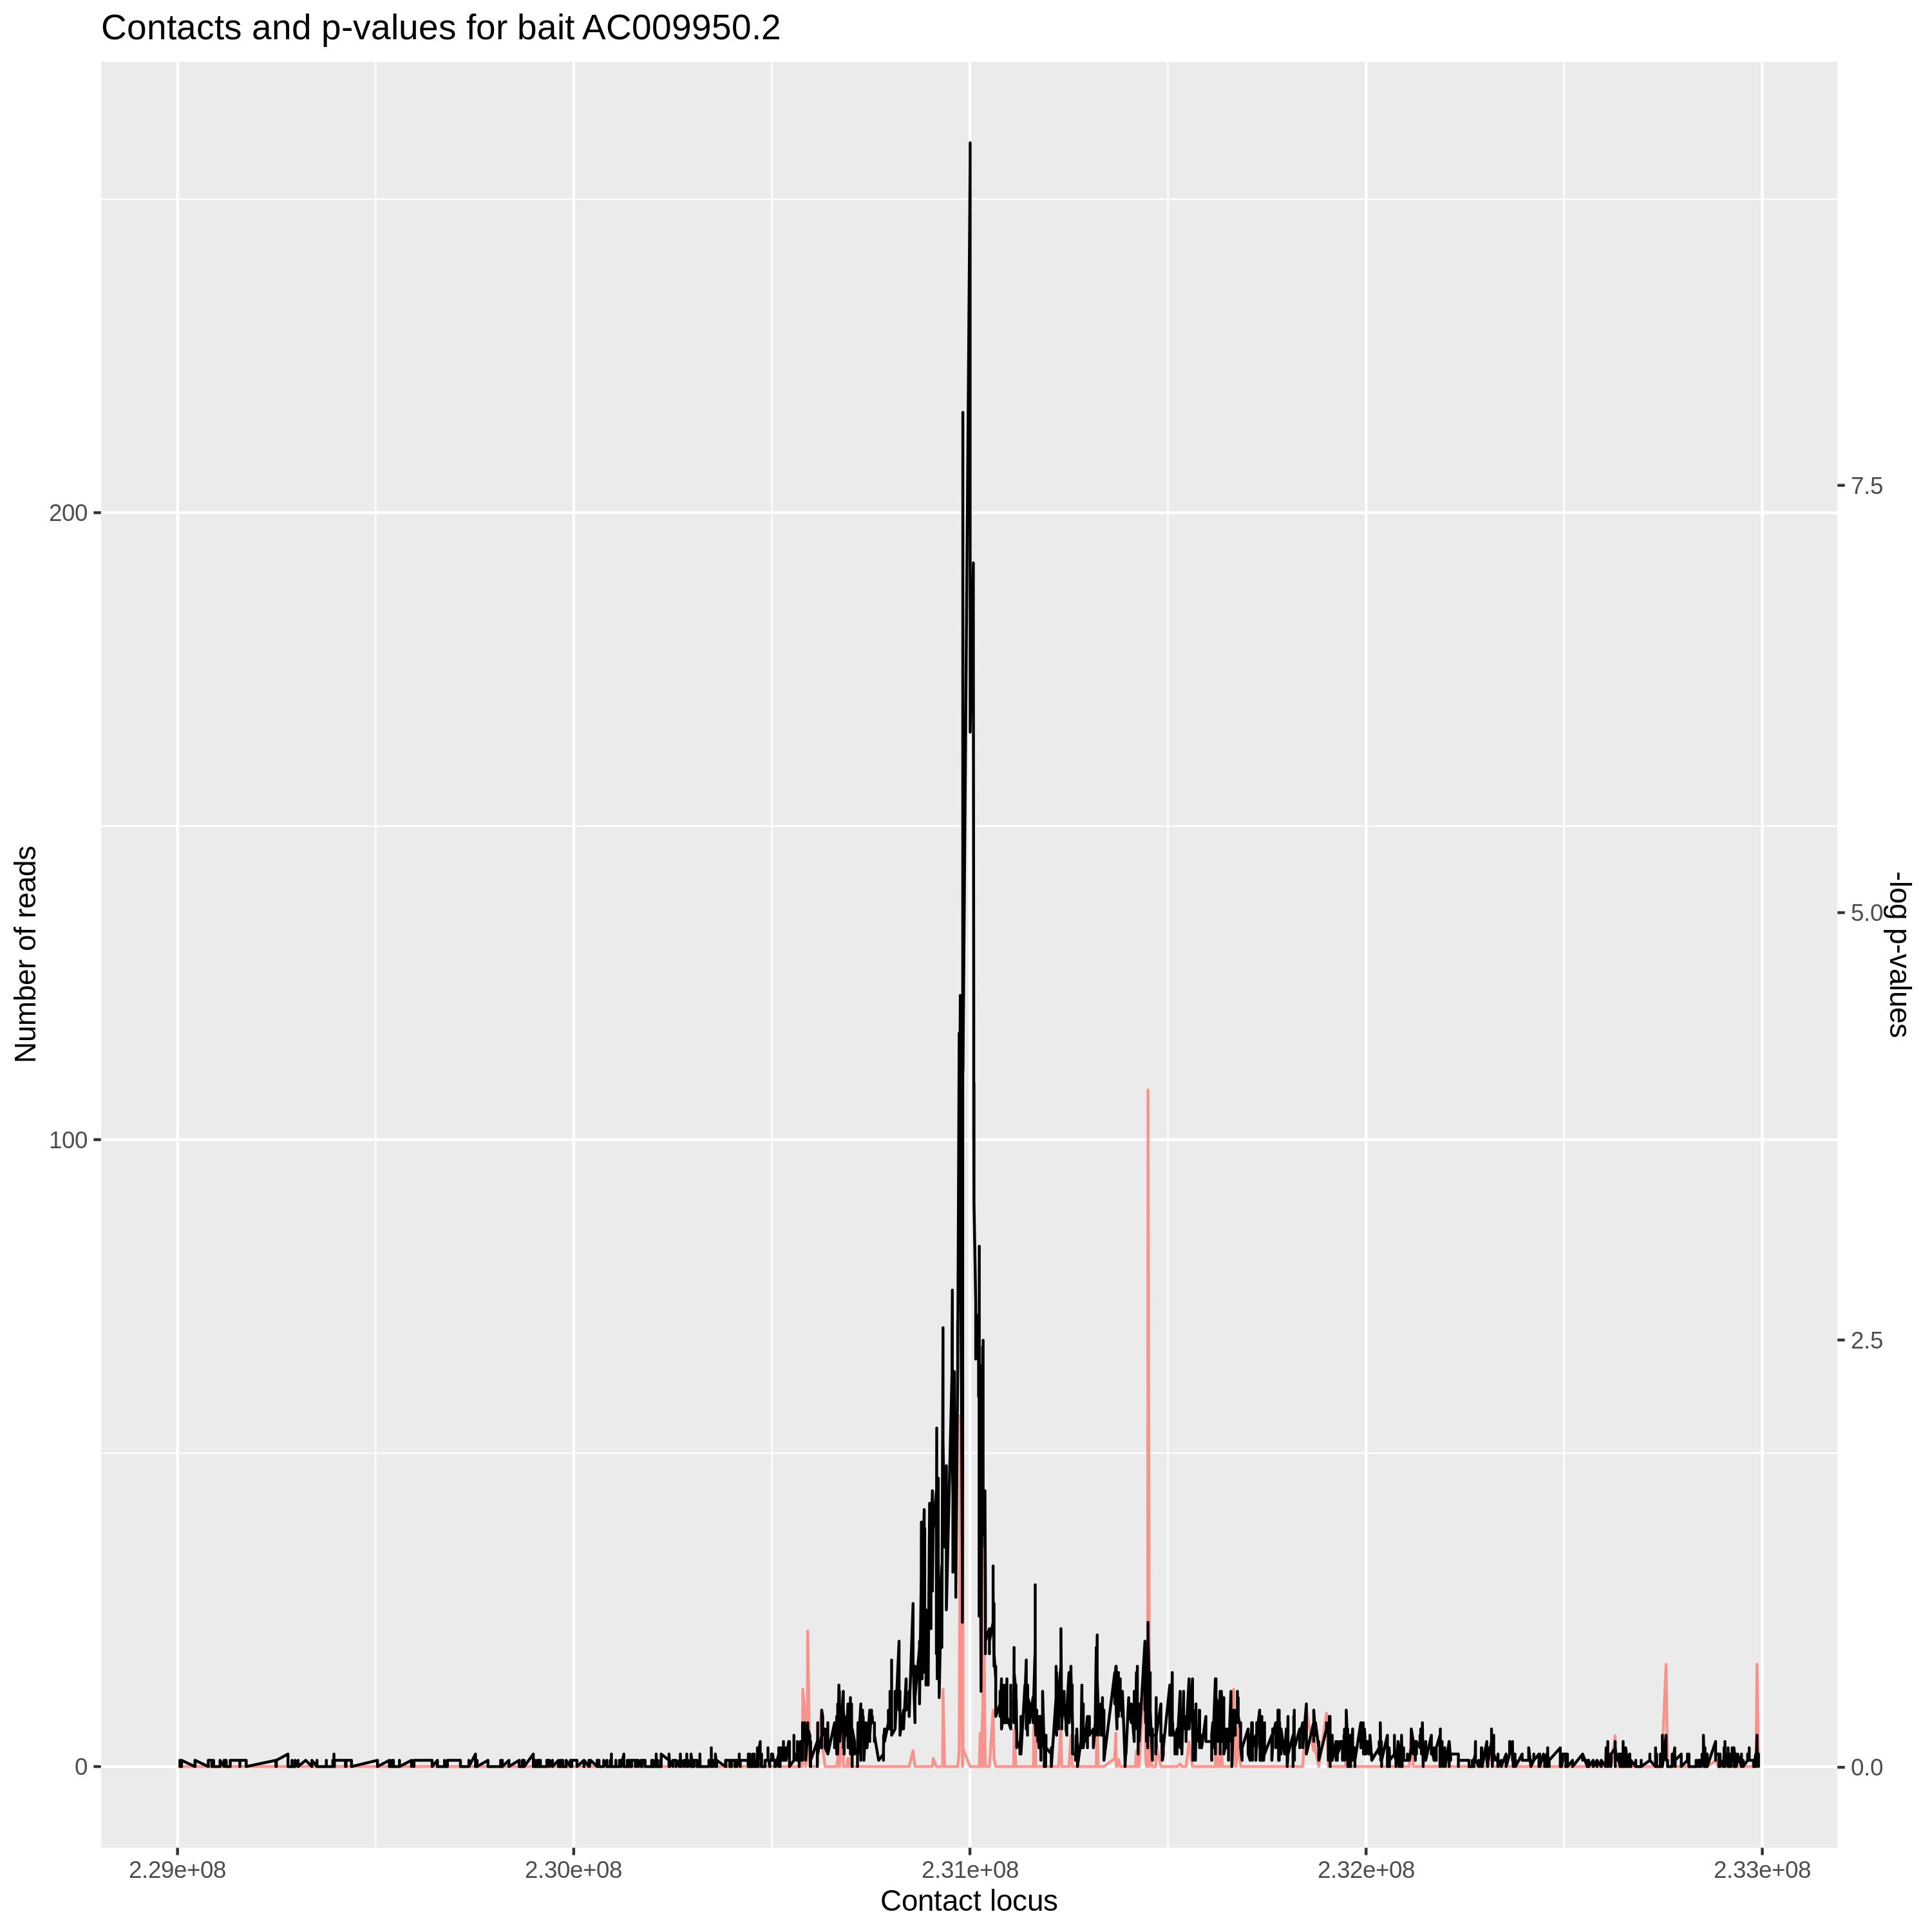 Contacts and p-values for bait AC009950.2
Number of reads
200
100
0
7.5
5.0
2.5
0.0
-log p-values
2.29e+08
2.30e+08
2.31e+08
2.32e+08
2.33e+08
Contact locus